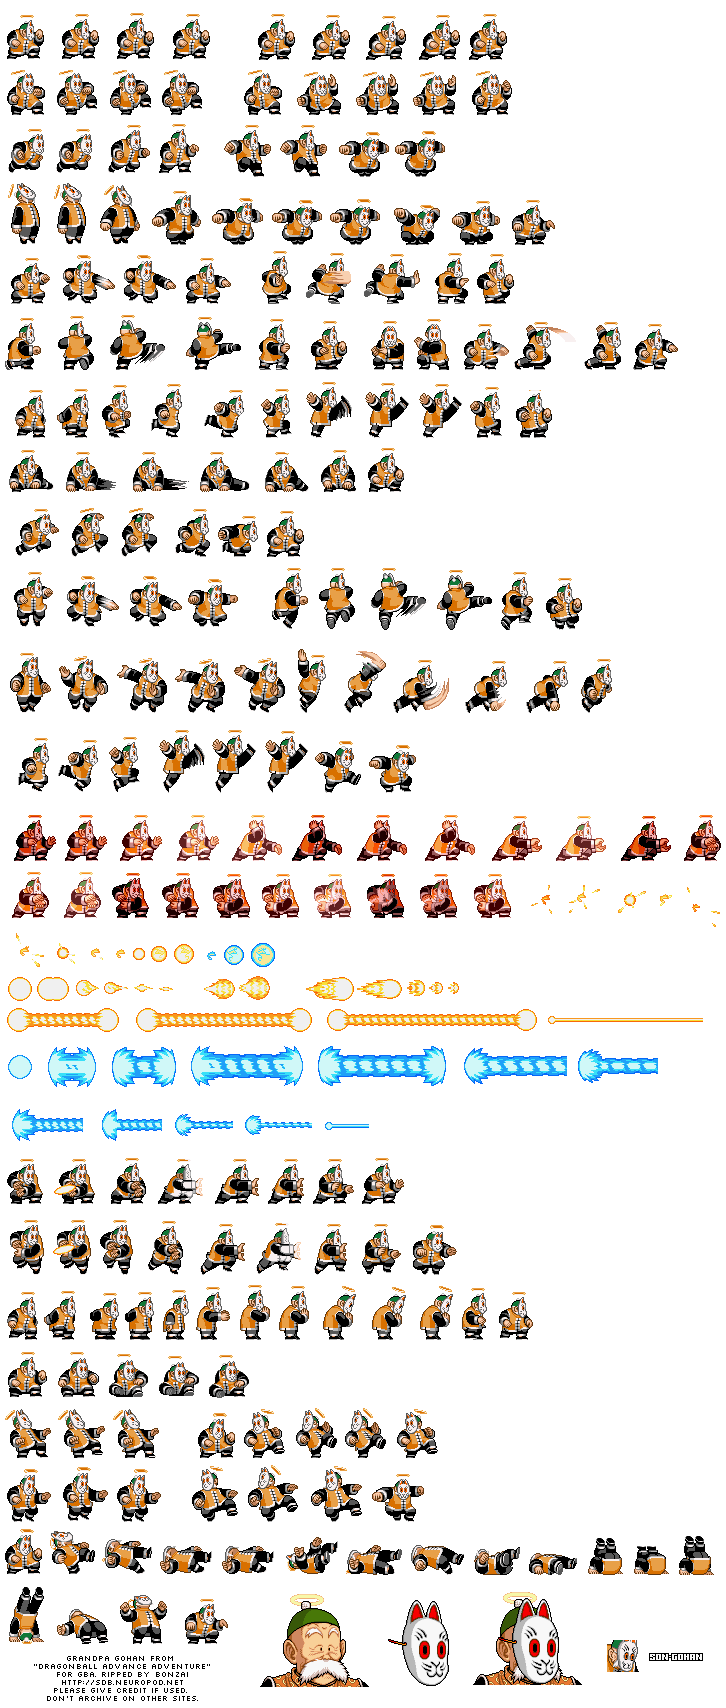 SON-GOHAN
GRANDPA GOHAN FROM
"DRAGONBALL ADVANCE ADVENTURE"
FOR GBA. RIPPED BY BONZAI
HTTP://SDB.NEUROPOD.NET
PLEASE GIVE CREDIT IF USED.
DON'T ARCHIVE ON OTHER SITES.